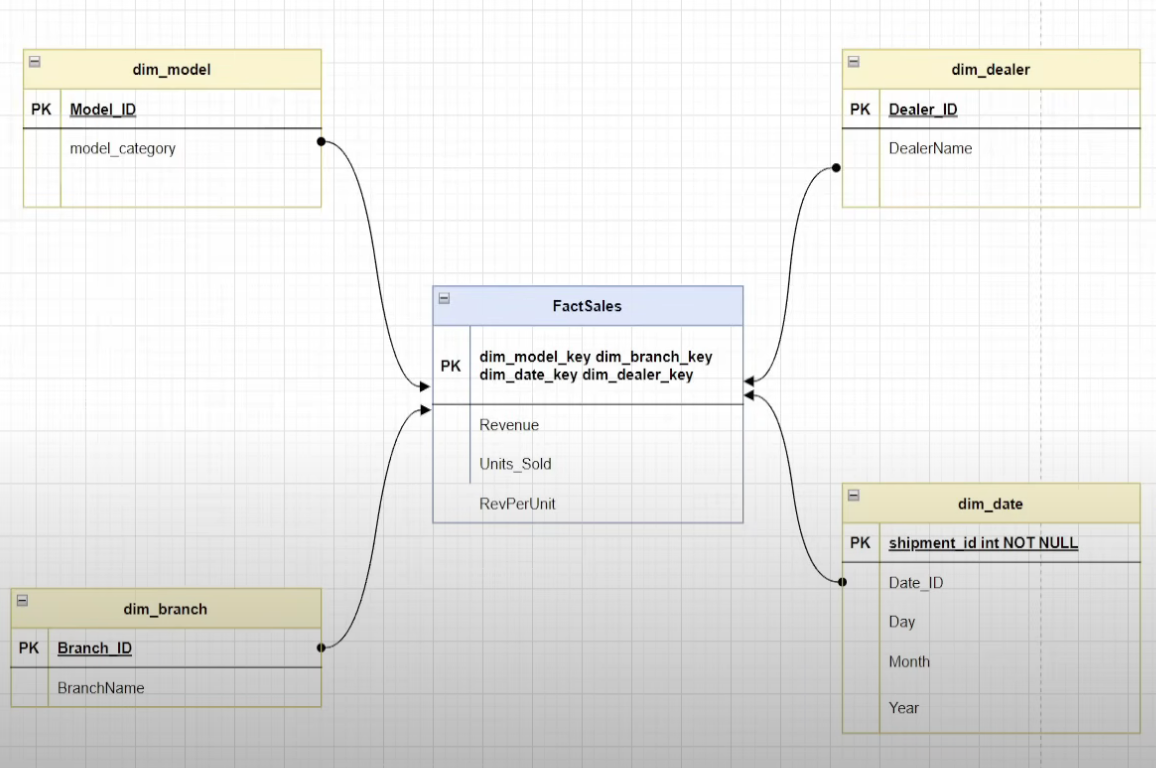 dim_model
PK Model_ID
model_category
dim_dealer
PK Dealer_ID
DealerName
FactSales
PK dim_model_key dim_branch_key
dim_date_key dim_dealer_key
Revenue
Units_Sold
RevPerUnit
dim_branch
PK Branch_ID
BranchName
dim_date
PK shipment_id int NOT NULL
Date_ID
Day
Month
Year